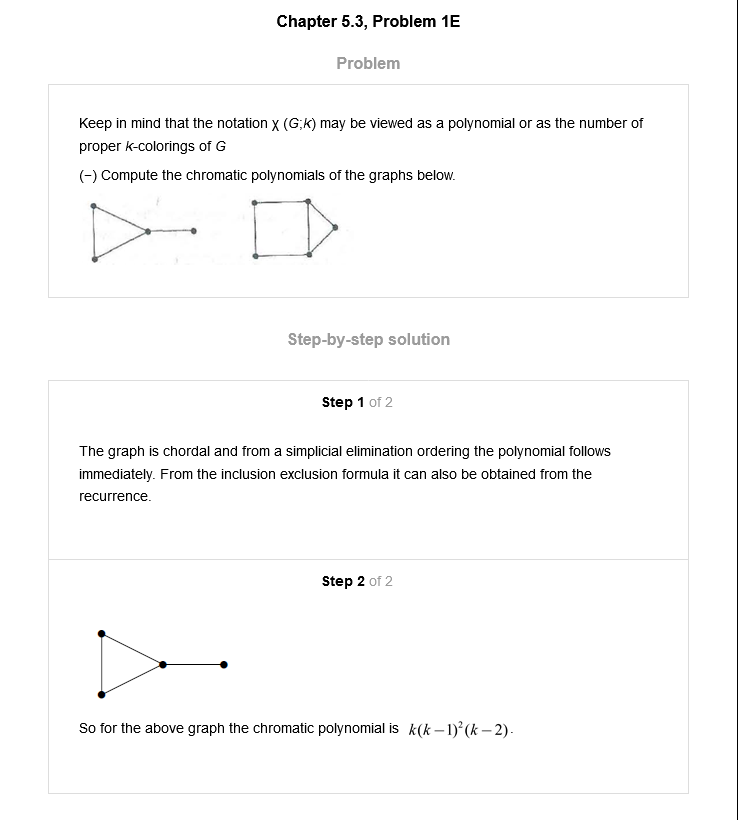 Chapter 5.3, Problem 1E
Problem
Keep in mind that the notation χ (G;k) may be viewed as a polynomial or as the number of
proper k-colorings of G
(−) Compute the chromatic polynomials of the graphs below.
Step-by-step solution
Step 1 of 2
The graph is chordal and from a simplicial elimination ordering the polynomial follows
immediately. From the inclusion exclusion formula it can also be obtained from the
recurrence.
Step 2 of 2
So for the above graph the chromatic polynomial is k(k−1)²(k−2).